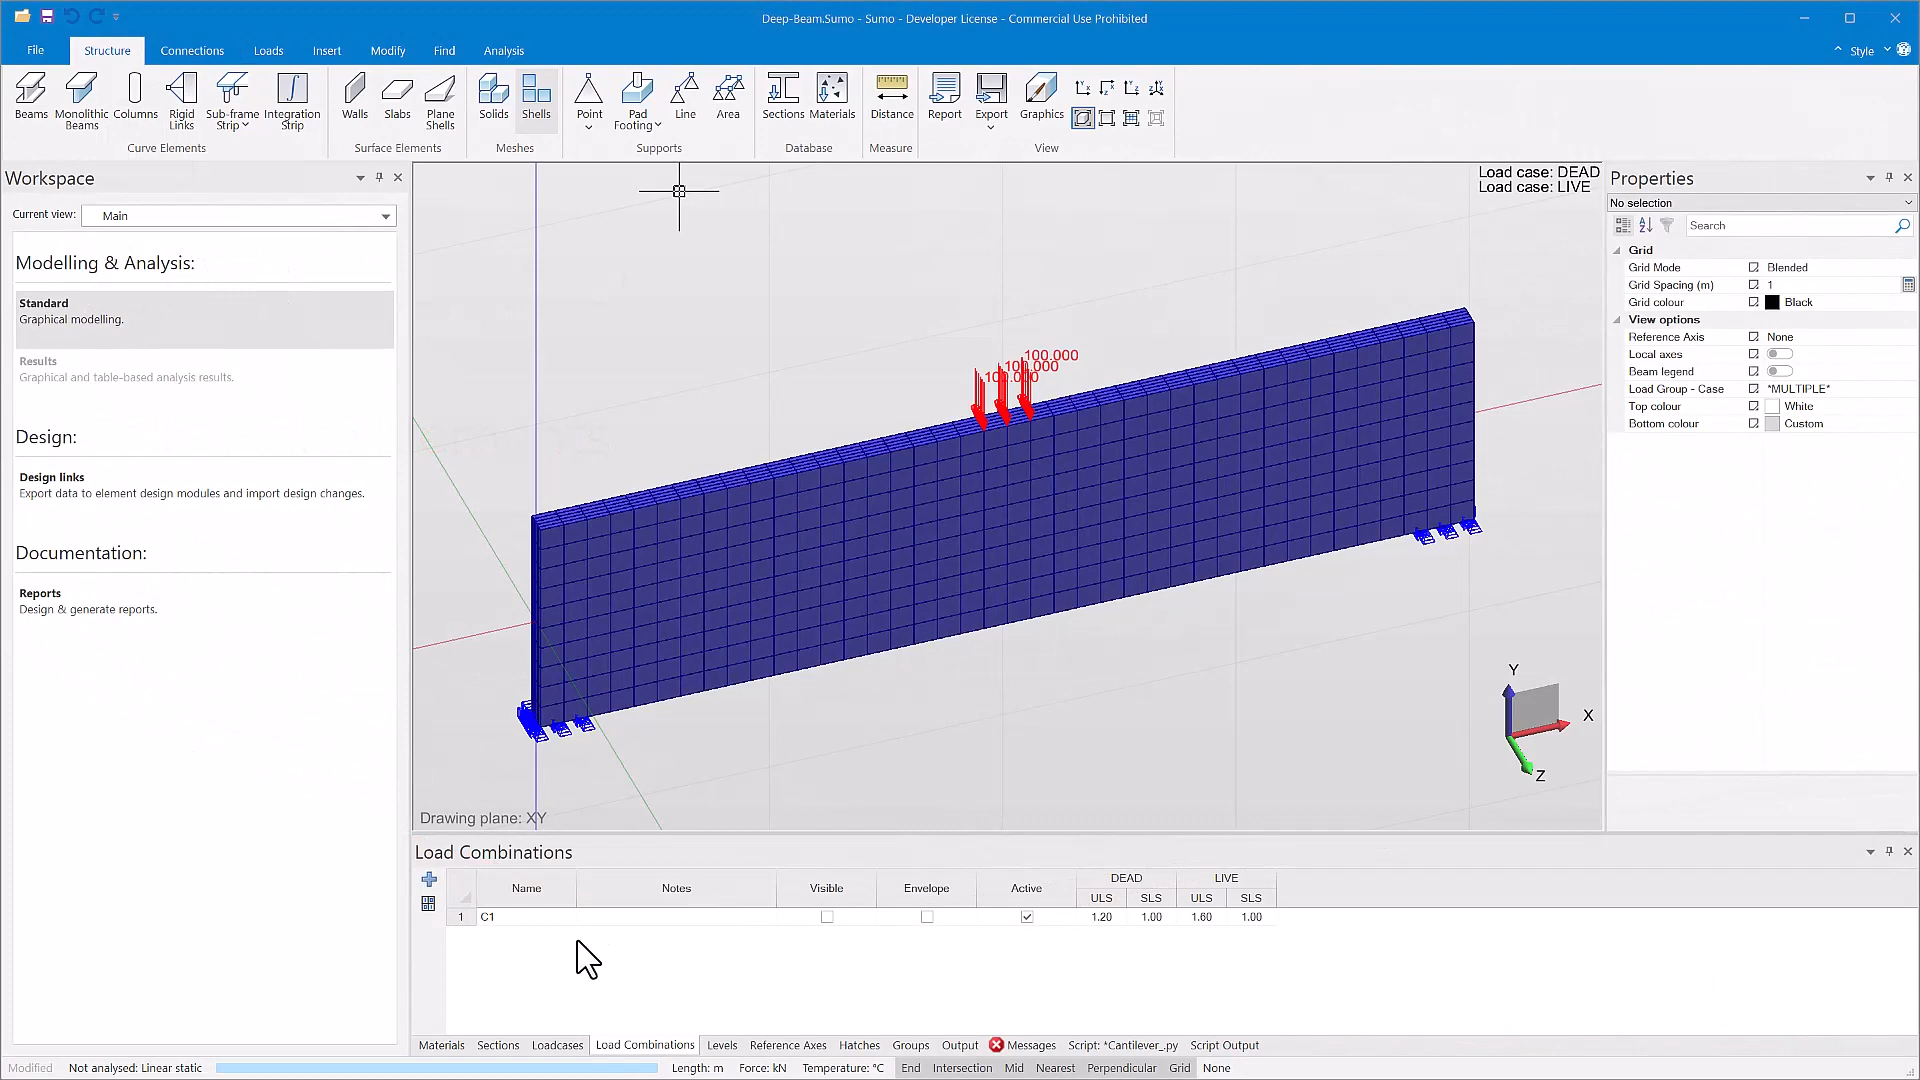 Deep-Beam.Sumo - Sumo - Developer License - Commercial Use Prohibited
File Structure Connections Loads Insert Modify Find Analysis Style
Beams Monolithic Beams Columns Rigid Links Sub-frame Strip Integration Strip
Walls Slabs Plane Shells
Solids Shells
Point Pad Footing Line Area
Sections Materials
Distance
Report Export Graphics
Curve Elements Surface Elements Meshes Supports Database Measure View
Workspace
Current view: Main
Modelling & Analysis:
Standard
Graphical modelling.
Results
Graphical and table-based analysis results.
Design:
Design links
Export data to element design modules and import design changes.
Documentation:
Reports
Design & generate reports.
Load case: DEAD
Load case: LIVE
100.000
100.000
100.000
Y
X
Z
Drawing plane: XY
Properties
No selection
Search
Grid
Grid Mode Blended
Grid Spacing (m) 1
Grid colour Black
View options
Reference Axis None
Local axes
Beam legend
Load Group - Case *MULTIPLE*
Top colour White
Bottom colour Custom
Load Combinations
Name Notes Visible Envelope Active DEAD LIVE
ULS SLS ULS SLS
1 C1 1.20 1.00 1.60 1.00
Materials Sections Loadcases Load Combinations Levels Reference Axes Hatches Groups Output Messages Script: *Cantilever_.py Script Output
Modified Not analysed: Linear static Length: m Force: kN Temperature: °C End Intersection Mid Nearest Perpendicular Grid None